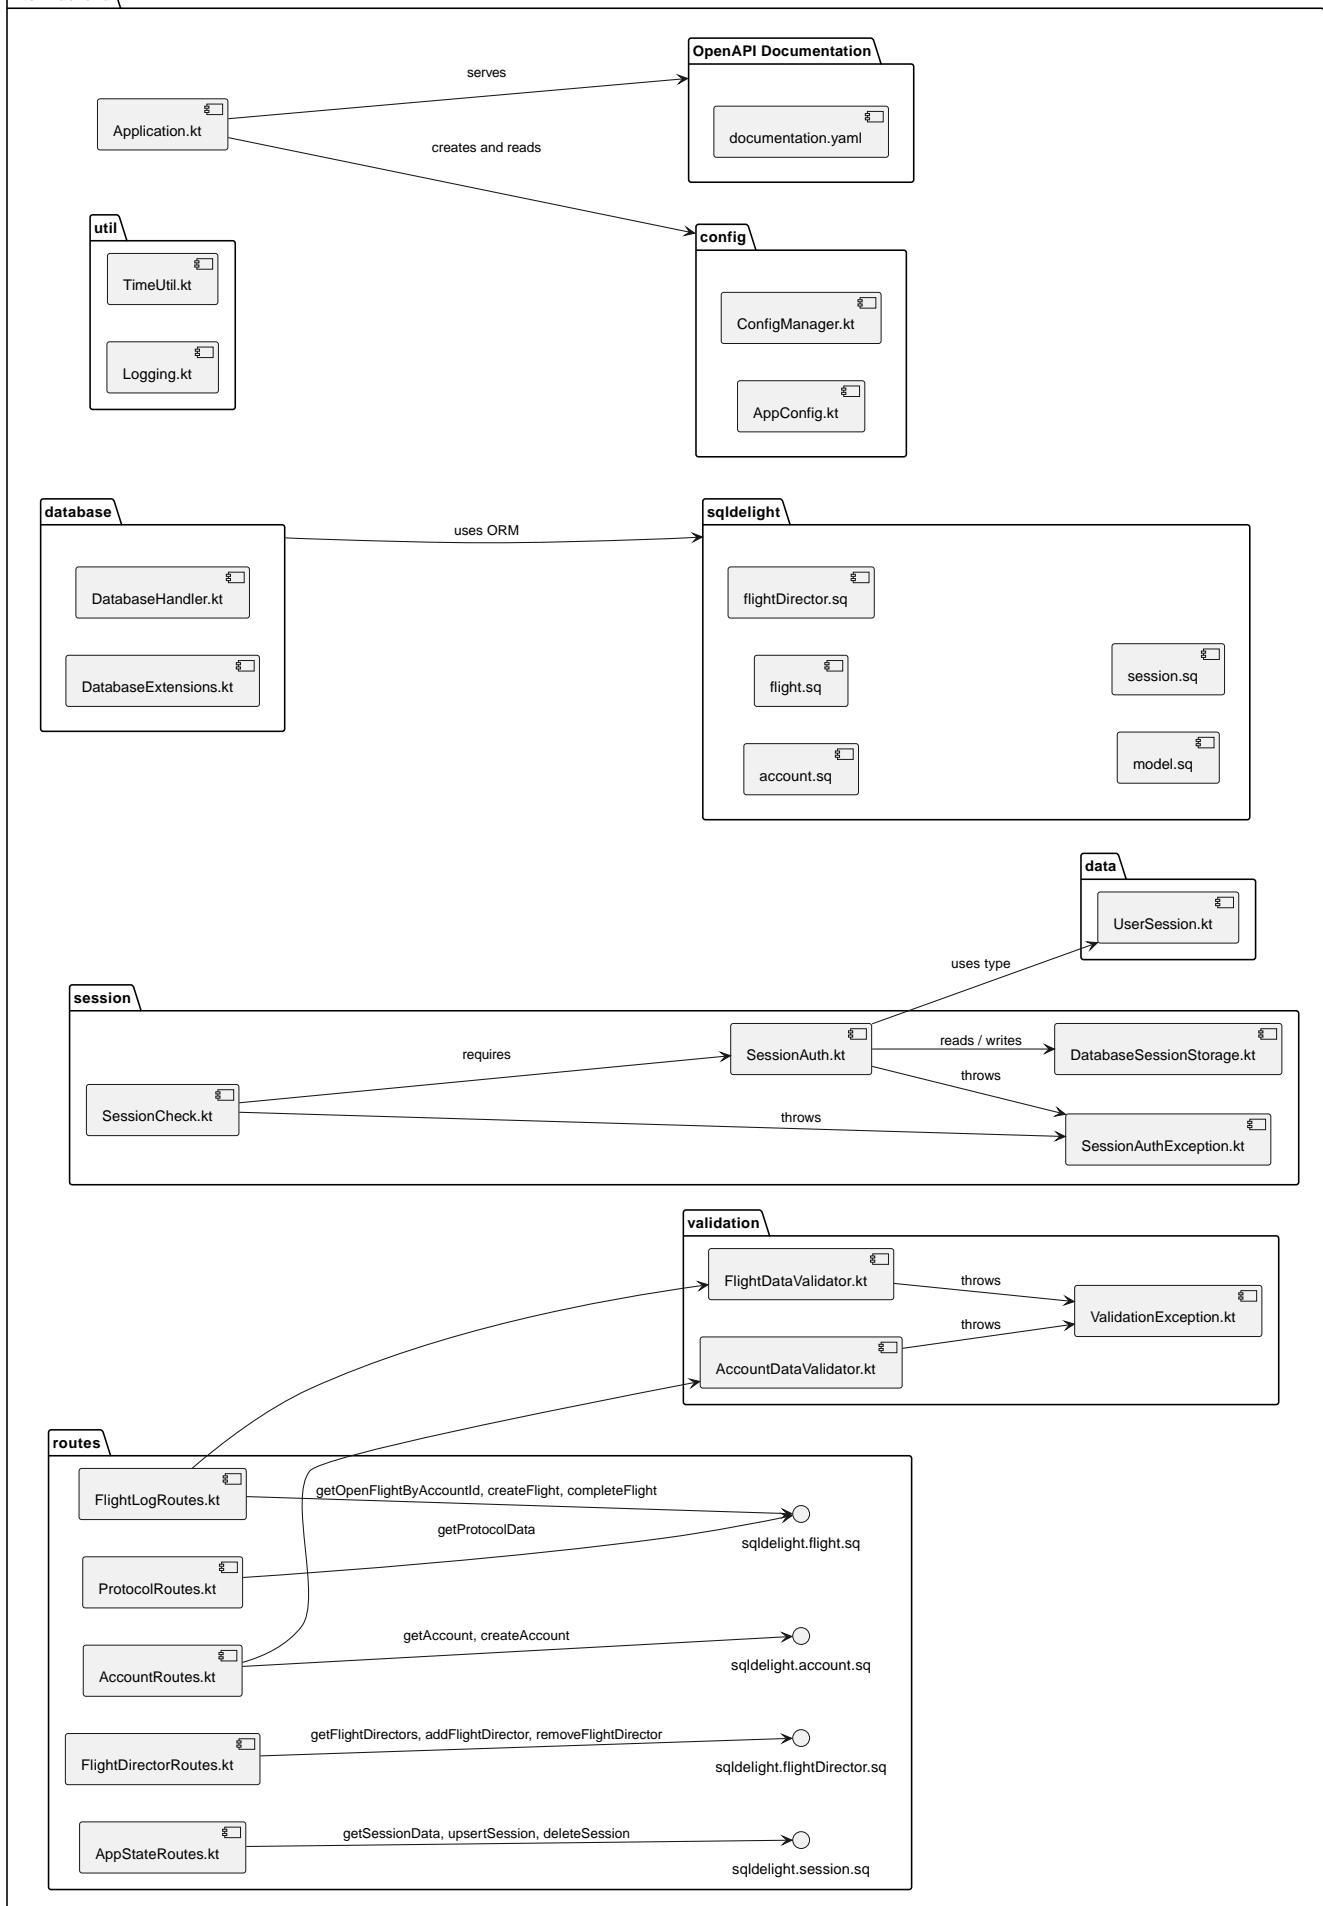 OpenAPI Documentation
serves
Application.kt
documentation.yaml
creates and reads
util
config
TimeUtil.kt
ConfigManager.kt
Logging.kt
AppConfig.kt
database
sqldelight
uses ORM
DatabaseHandler.kt
flightDirector.sq
DatabaseExtensions.kt
flight.sq
session.sq
account.sq
model.sq
data
UserSession.kt
uses type
session
SessionAuth.kt
reads / writes
DatabaseSessionStorage.kt
requires
throws
SessionCheck.kt
throws
SessionAuthException.kt
validation
FlightDataValidator.kt
throws
ValidationException.kt
throws
AccountDataValidator.kt
routes
FlightLogRoutes.kt
getOpenFlightByAccountId, createFlight, completeFlight
getProtocolData
sqldelight.flight.sq
ProtocolRoutes.kt
getAccount, createAccount
AccountRoutes.kt
sqldelight.account.sq
getFlightDirectors, addFlightDirector, removeFlightDirector
FlightDirectorRoutes.kt
sqldelight.flightDirector.sq
getSessionData, upsertSession, deleteSession
AppStateRoutes.kt
sqldelight.session.sq